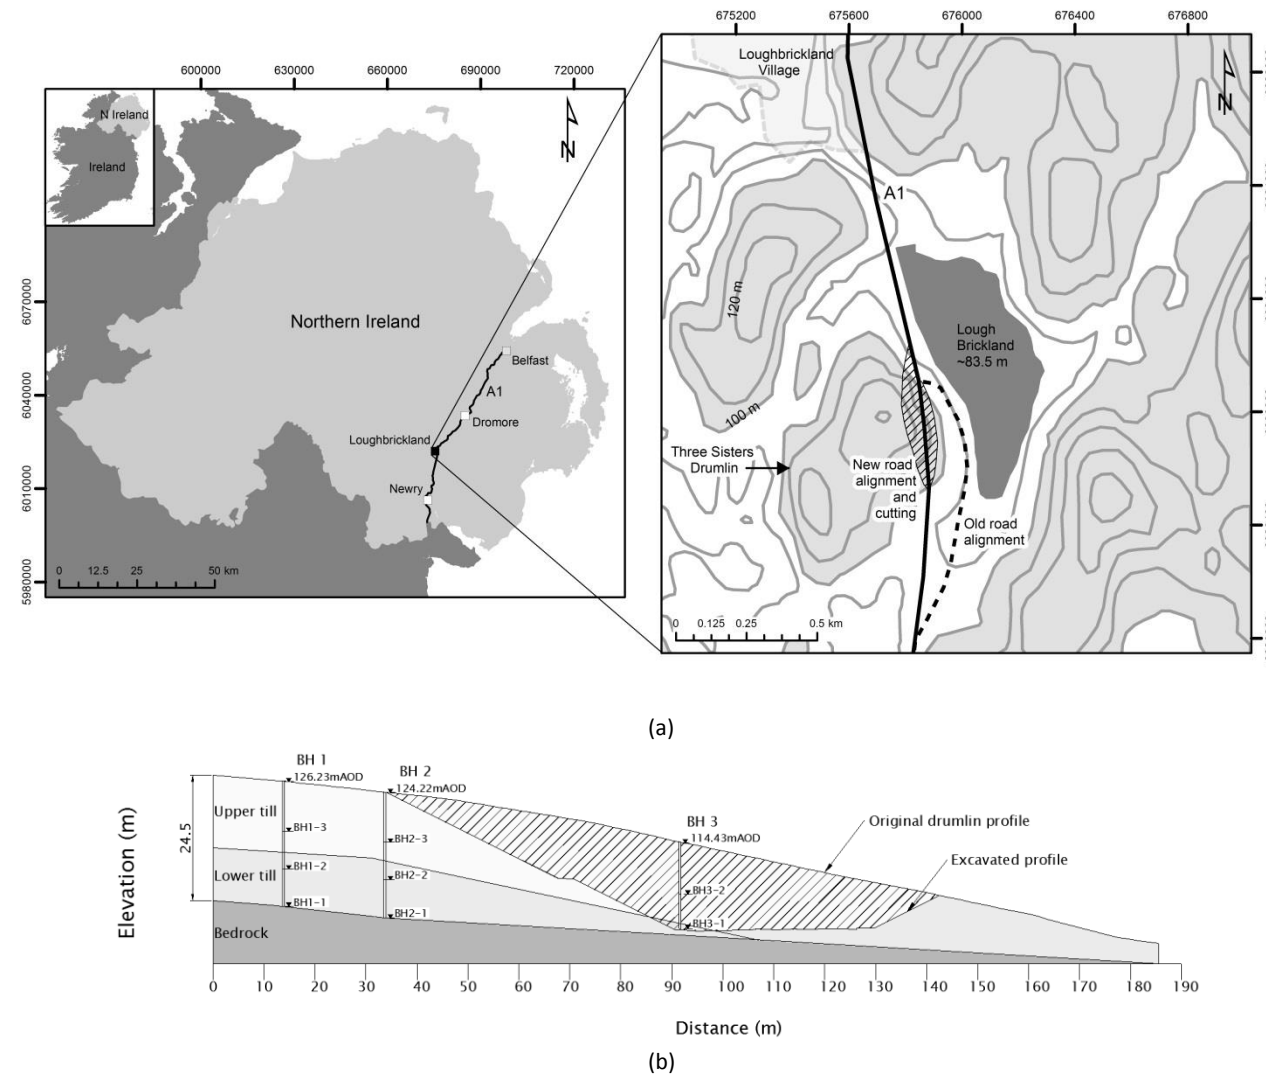 675200
675600
676000
676400
676800
600000
630000
660000
690000
720000
N Ireland
Ireland
N
Loughbrickland
Village
N
A1
6070000
6040000
6010000
5980000
Northern Ireland
Belfast
A1
Dromore
Loughbrickland
Newry
0
12.5
25
50 km
120 m
Lough
Brickland
~83.5 m
100 m
Three Sisters
Drumlin
New road
alignment
and
cutting
Old road
alignment
0
0.125
0.25
0.5 km
(a)
BH 1
126.23mAOD
BH 2
124.22mAOD
BH 3
114.43mAOD
Elevation (m)
24.5
Upper till
Lower till
Bedrock
BH1-3
BH1-2
BH1-1
BH2-3
BH2-2
BH2-1
BH3-2
BH3-1
Original drumlin profile
Excavated profile
0 10 20 30 40 50 60 70 80 90 100 110 120 130 140 150 160 170 180 190
Distance (m)
(b)